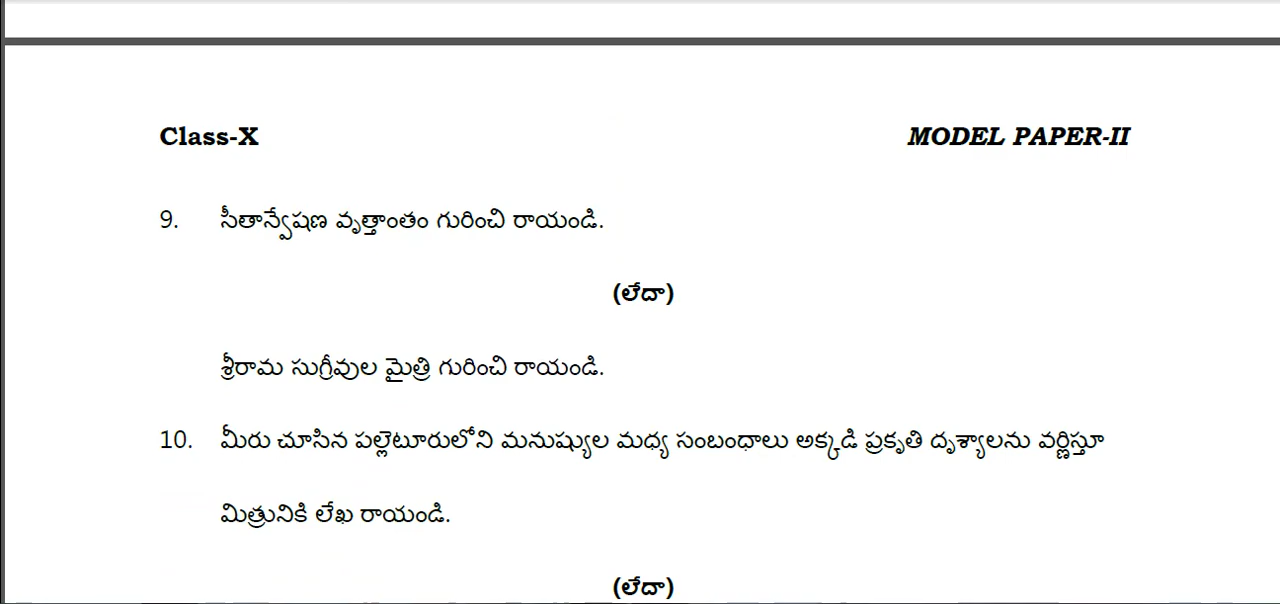 Class-X MODEL PAPER-II
9. సీతాన్వేషణ వృత్తాంతం గురించి రాయండి.
(లేదా)
శ్రీరామ సుగ్రీవుల మైత్రి గురించి రాయండి.
10. మీరు చూసిన పల్లెటూరులోని మనుష్యుల మధ్య సంబంధాలు అక్కడి ప్రకృతి దృశ్యాలను వర్ణిస్తూ
మిత్రునికి లేఖ రాయండి.
(లేదా)